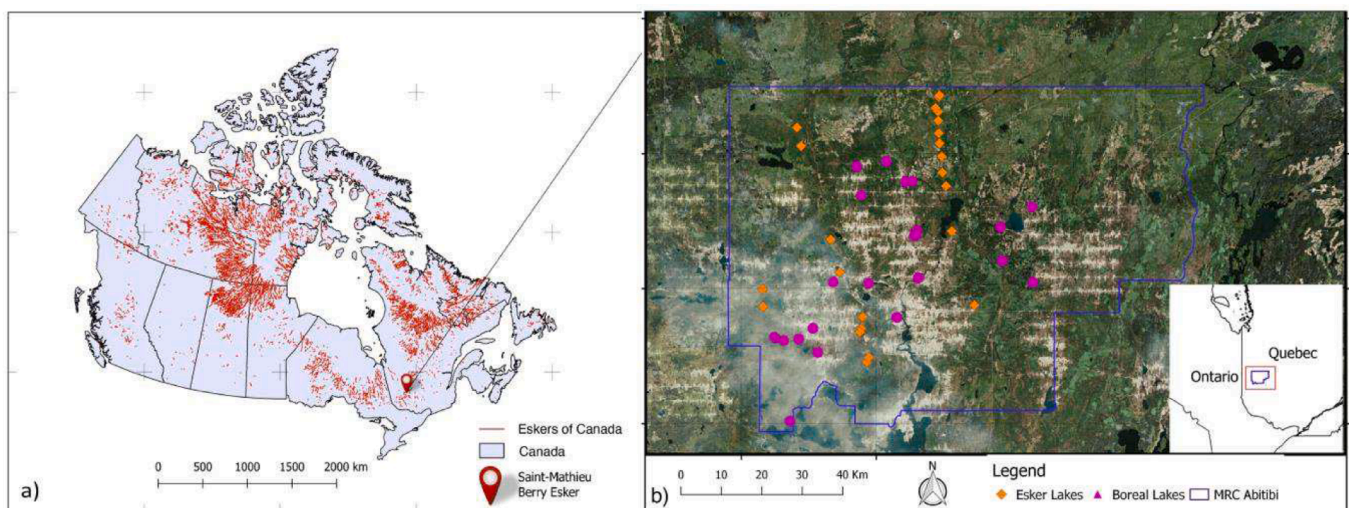 a)
0 500 1000 1500 2000 km
Eskers of Canada
Canada
Saint-Mathieu
Berry Esker
b)
0 10 20 30 40 Km
N
Legend
Esker Lakes
Boreal Lakes
MRC Abitibi
Quebec
Ontario